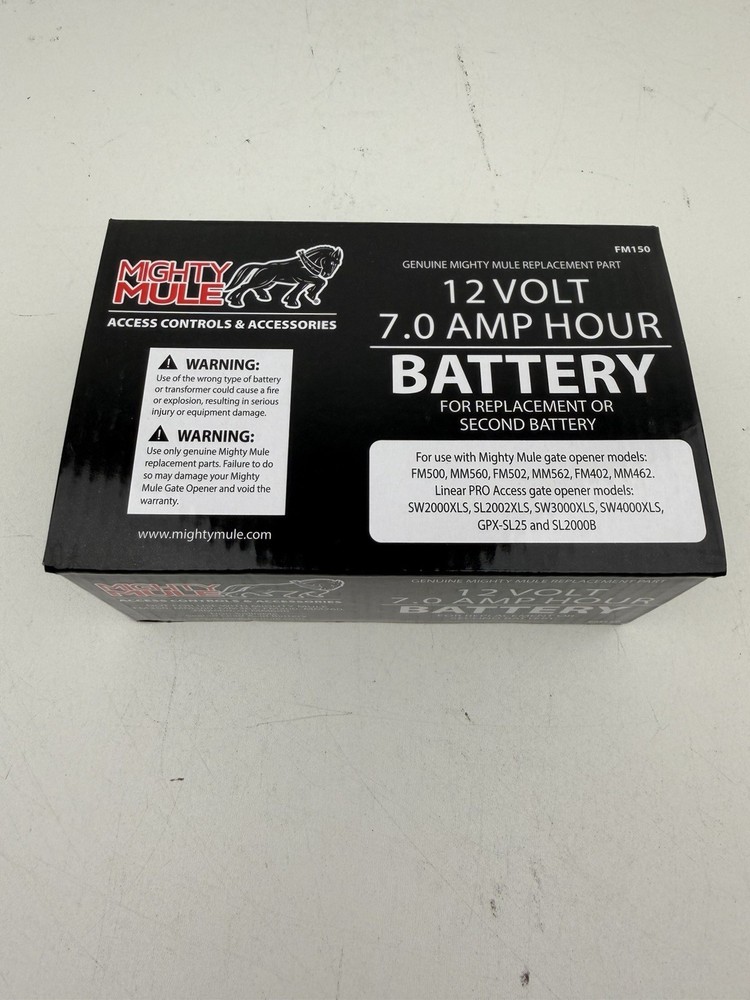 MIGHTY
MULE
ACCESS CONTROLS & ACCESSORIES
WARNING:
Use of the wrong type of battery
or transformer could cause a fire
or explosion, resulting in serious
injury or equipment damage.
WARNING:
Use only genuine Mighty Mule
replacement parts. Failure to do
so may damage your Mighty
Mule Gate Opener and void the
warranty.
www.mightymule.com
FM150
GENUINE MIGHTY MULE REPLACEMENT PART
12 VOLT
7.0 AMP HOUR
BATTERY
FOR REPLACEMENT OR
SECOND BATTERY
For use with Mighty Mule gate opener models:
FM500, MM560, FM502, MM562, FM402, MM462.
Linear PRO Access gate opener models:
SW2000XLS, SL2002XLS, SW3000XLS, SW4000XLS,
GPX-SL25 and SL2000B
MIGHTY
MULE
ACCESS CONTROLS & ACCESSORIES
GENUINE MIGHTY MULE REPLACEMENT PART
12 VOLT
7.0 AMP HOUR
BATTERY